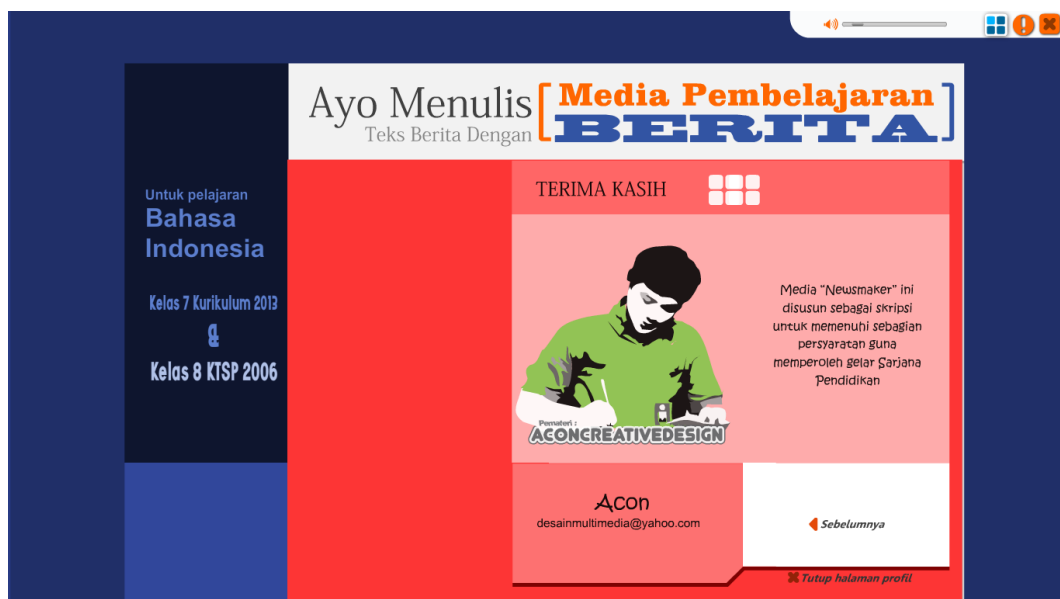 Ayo Menulis
Teks Berita Dengan
Media Pembelajaran
BERITA
Untuk pelajaran
Bahasa
Indonesia
Kelas 7 Kurikulum 2013
&
Kelas 8 KTSP 2006
TERIMA KASIH
Media “Newsmaker” ini
disusun sebagai skripsi
untuk memenuhi sebagian
persyaratan guna
memperoleh gelar Sarjana
Pendidikan
Pemateri :
ACONCREATIVEDESIGN
Acon
desainmultimedia@yahoo.com
Sebelumnya
Tutup halaman profil